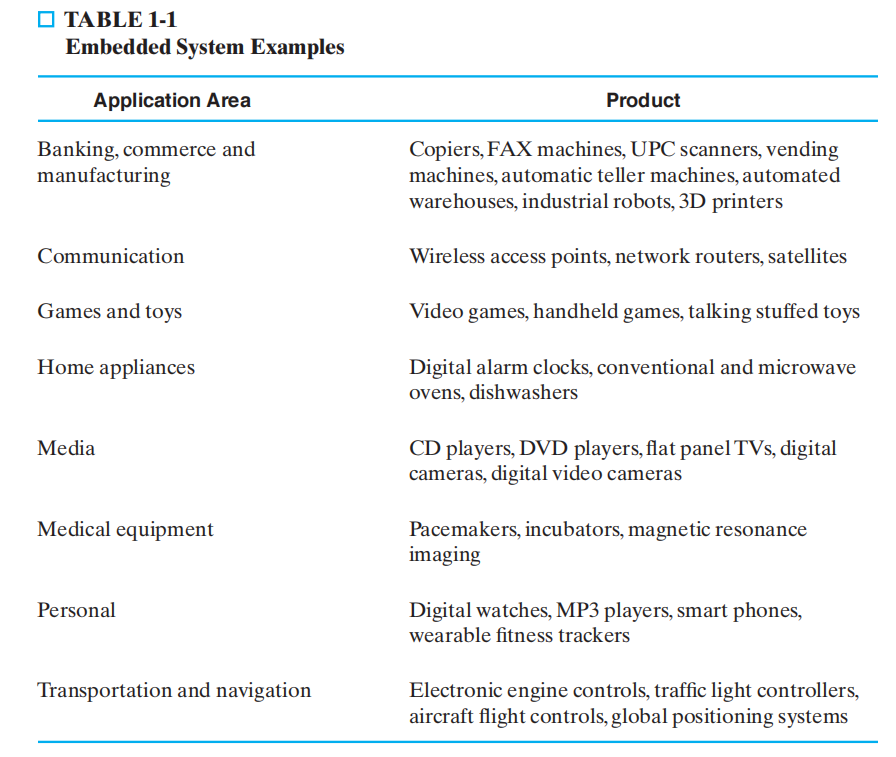 TABLE 1-1
Embedded System Examples
Application Area Product
Banking, commerce and manufacturing
Copiers, FAX machines, UPC scanners, vending
machines, automatic teller machines, automated
warehouses, industrial robots, 3D printers
Communication
Wireless access points, network routers, satellites
Games and toys
Video games, handheld games, talking stuffed toys
Home appliances
Digital alarm clocks, conventional and microwave
ovens, dishwashers
Media
CD players, DVD players, flat panel TVs, digital
cameras, digital video cameras
Medical equipment
Pacemakers, incubators, magnetic resonance
imaging
Personal
Digital watches, MP3 players, smart phones,
wearable fitness trackers
Transportation and navigation
Electronic engine controls, traffic light controllers,
aircraft flight controls, global positioning systems